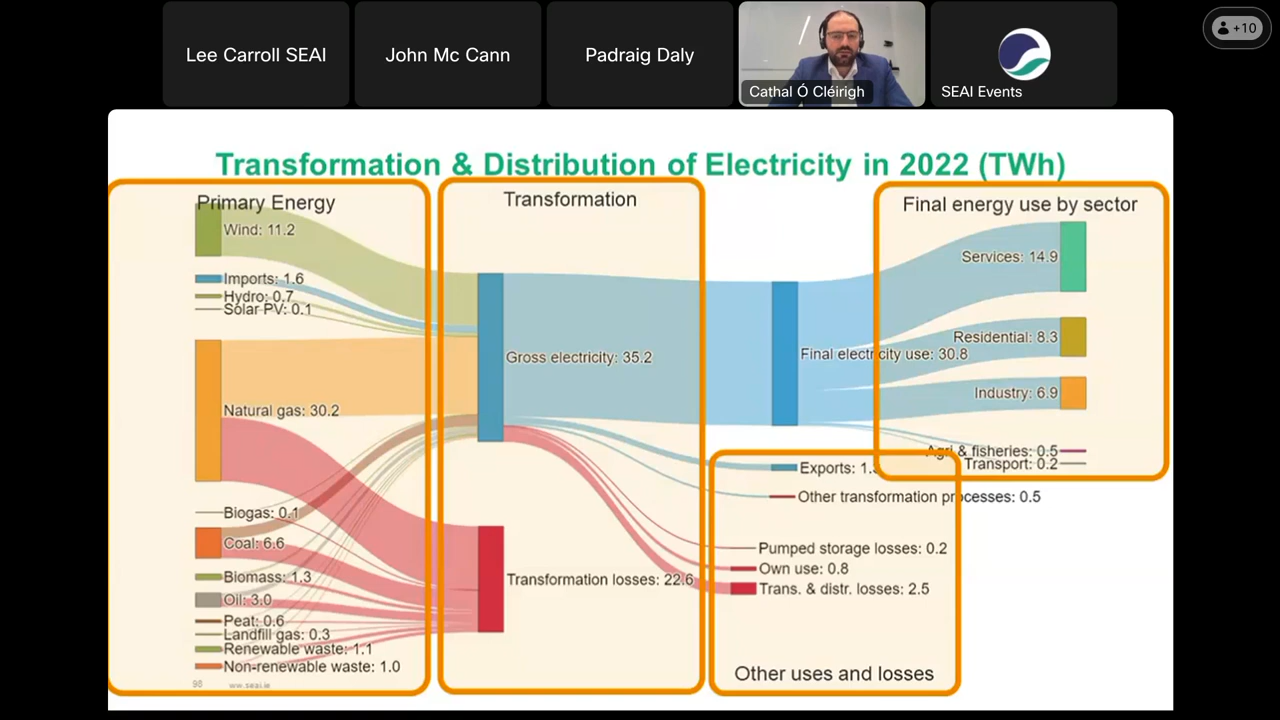 Lee Carroll SEAI
John Mc Cann
Padraig Daly
Cathal Ó Cléirigh
SEAI Events
+10
Transformation & Distribution of Electricity in 2022 (TWh)
Primary Energy
Wind: 11.2
Imports: 1.6
Hydro: 0.7
Solar PV: 0.1
Natural gas: 30.2
Biogas: 0.1
Coal: 6.6
Biomass: 1.3
Oil: 3.0
Peat: 0.6
Landfill gas: 0.3
Renewable waste: 1.1
Non-renewable waste: 1.0
98 ww.seai.ie
Transformation
Gross electricity: 35.2
Transformation losses: 22.6
Final energy use by sector
Services: 14.9
Residential: 8.3
Final electricity use: 30.8
Industry: 6.9
Agri & fisheries: 0.5
Transport: 0.2
Exports:
Other transformation processes: 0.5
Pumped storage losses: 0.2
Own use: 0.8
Trans. & distr. losses: 2.5
Other uses and losses